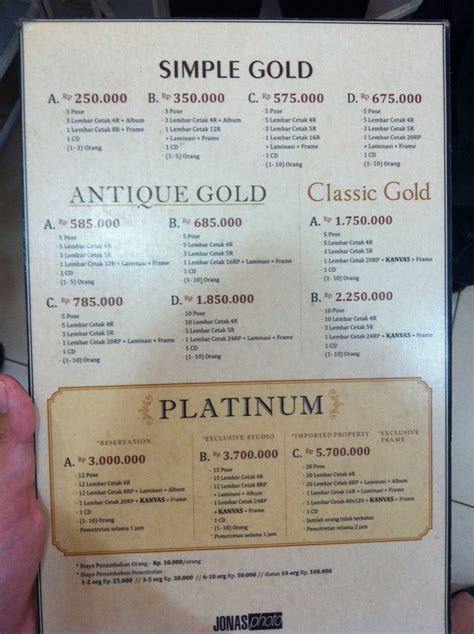 SIMPLE GOLD
A. Rp 250.000
· 3 Pose
· 3 Lembar Cetak 4R + Album
· 1 Lembar Cetak 8R + Frame
· 1 CD
· (1- 3) Orang
B. Rp 350.000
· 3 Pose
· 3 Lembar Cetak 4R + Album
· 1 Lembar Cetak 12R
+ Laminasi + Frame
· 1 CD
· (1- 5) Orang
C. Rp 575.000
· 5 Pose
· 5 Lembar Cetak 4R
· 3 Lembar Cetak 5R
· 1 Lembar Cetak 16R
+ Laminasi + Frame
· 1 CD
· (1- 10) Orang
D. Rp 675.000
· 5 Pose
· 5 Lembar Cetak 4R
· 3 Lembar Cetak 5R
· 1 Lembar Cetak 20RP
+ Laminasi + Frame
· 1 CD
· (1- 10) Orang
ANTIQUE GOLD
A. Rp 585.000
· 5 Pose
· 5 Lembar Cetak 4R
· 3 Lembar Cetak 5R
· 1 Lembar Cetak 12R + Laminasi + Frame
· 1 CD
· (1- 5) Orang
B. Rp 685.000
· 5 Pose
· 5 Lembar Cetak 4R
· 3 Lembar Cetak 5R
· 1 Lembar Cetak 16RP + Laminasi + Frame
· 1 CD
· (1- 10) Orang
C. Rp 785.000
· 5 Pose
· 5 Lembar Cetak 4R
· 3 Lembar Cetak 5R
· 1 Lembar Cetak 20RP + Laminasi + Frame
· 1 CD
· (1- 10) Orang
D. Rp 1.850.000
· 10 Pose
· 10 Lembar Cetak 4R
· 3 Lembar Cetak 5R
· 1 Lembar Cetak 24RP + Laminasi + Frame
· 1 CD
· (1- 10) Orang
Classic Gold
A. Rp 1.750.000
· 5 Pose
· 5 Lembar Cetak 4R
· 3 Lembar Cetak 5R
· 1 Lembar Cetak 20RP + KANVAS + Frame
· 1 CD
· (1- 10) Orang
B. Rp 2.250.000
· 10 Pose
· 10 Lembar Cetak 4R
· 3 Lembar Cetak 5R
· 1 Lembar Cetak 24RP + KANVAS + Frame
· 1 CD
· (1- 10) Orang
PLATINUM
*RESERVATION
*EXCLUSIVE STUDIO
*IMPORTED PROPERTY
*EXCLUSIVE FRAME
A. Rp 3.000.000
· 12 Pose
· 12 Lembar Cetak 4R
· 12 Lembar Cetak 8RP + Laminasi + Album
· 1 Lembar Cetak 20RP + KANVAS + Frame
· 1 CD
· (1- 10) Orang
· Pemotretan selama 1 jam
B. Rp 3.700.000
· 15 Pose
· 15 Lembar Cetak 4R
· 12 Lembar Cetak 8RP
+ Laminasi + Album
· 1 Lembar Cetak 24RP
+ KANVAS + Frame
· 1 CD
· (1- 10) Orang
· Pemotretan selama 1 jam
C. Rp 5.700.000
· 20 Pose
· 20 Lembar Cetak 4R
· 20 Lembar Cetak 8RP + Laminasi + Album
· 1 Lembar Cetak 16R + Laminasi + Frame
· 1 Lembar Cetak 60x120 + KANVAS + Frame
· 1 CD
· Jumlah orang tidak terbatas
· Pemotretan selama 2 jam
* Biaya Penambahan Orang : Rp. 10.000/orang
* Biaya Penambahan Pemotretan :
1-2 org Rp. 25.000 // 3-5 org Rp. 30.000 // 6-10 org Rp. 50.000 // diatas 10 org Rp. 100.000
JONAS photo